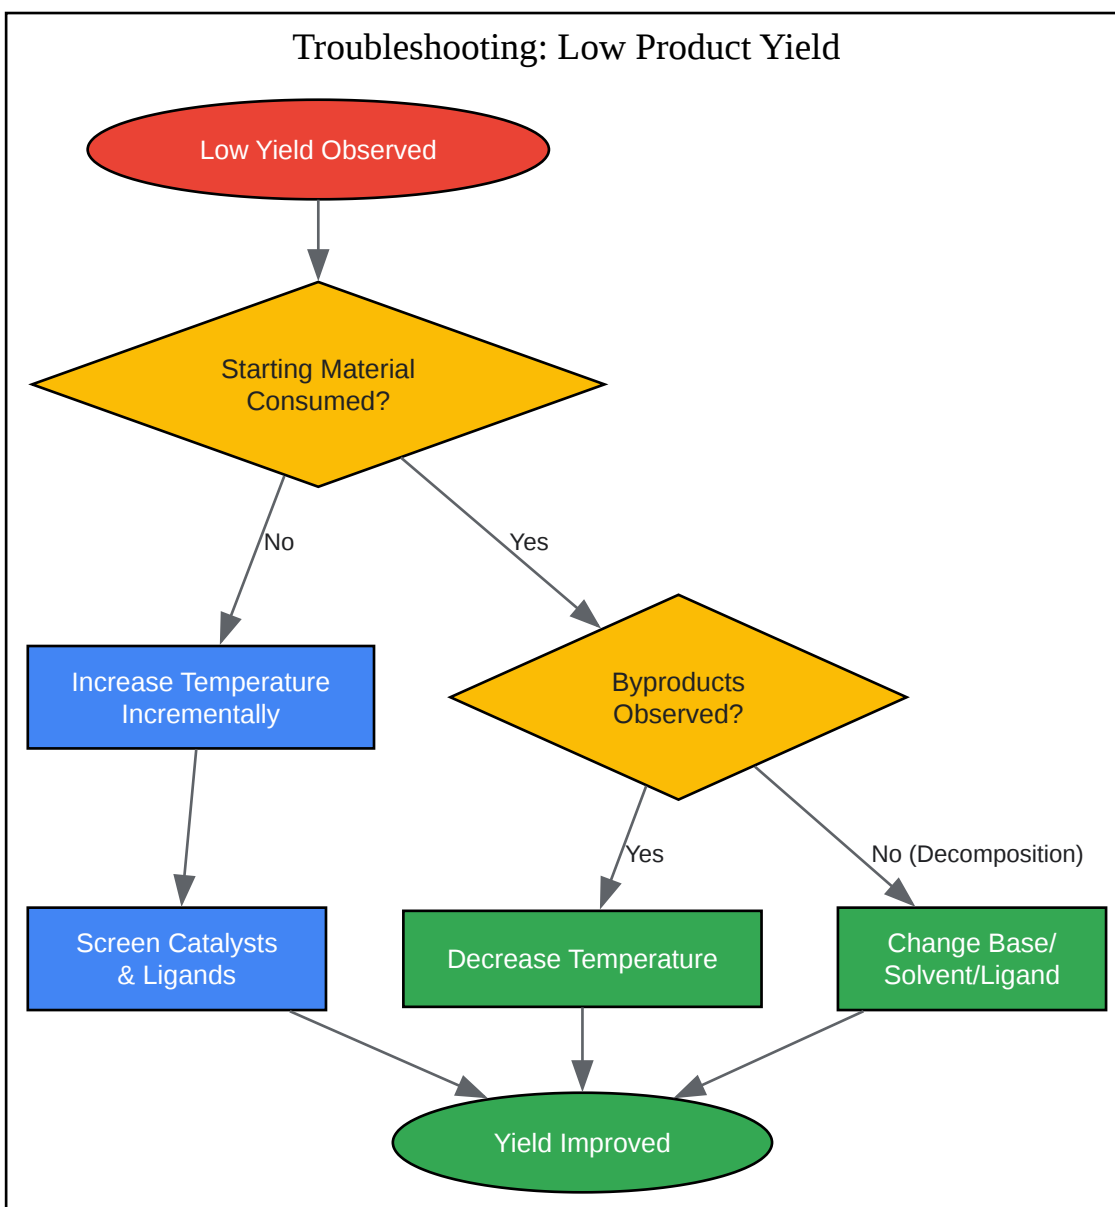 Troubleshooting: Low Product Yield
Low Yield Observed
Starting Material
Consumed?
No
Yes
Increase Temperature
Incrementally
Byproducts
Observed?
Yes
No (Decomposition)
Screen Catalysts
& Ligands
Decrease Temperature
Change Base/
Solvent/Ligand
Yield Improved